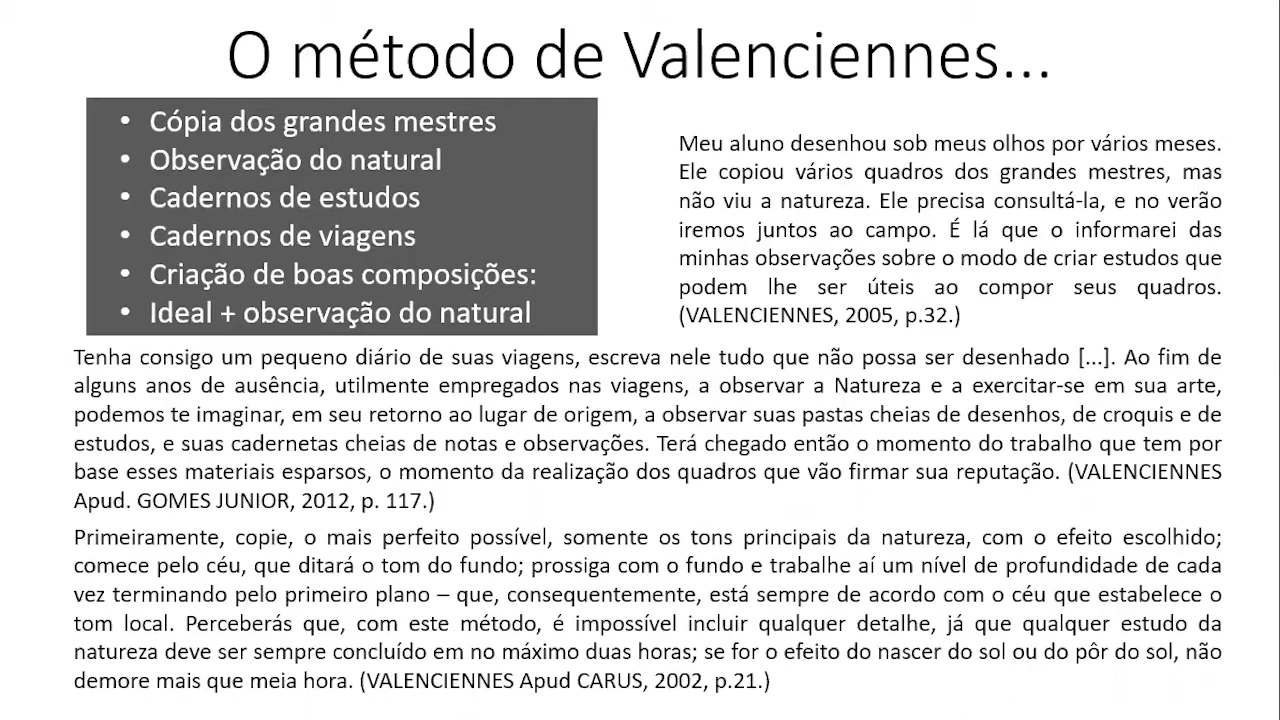 O método de Valenciennes...
• Cópia dos grandes mestres
• Observação do natural
• Cadernos de estudos
• Cadernos de viagens
• Criação de boas composições:
• Ideal + observação do natural
Meu aluno desenhou sob meus olhos por vários meses.
Ele copiou vários quadros dos grandes mestres, mas
não viu a natureza. Ele precisa consultá-la, e no verão
iremos juntos ao campo. É lá que o informarei das
minhas observações sobre o modo de criar estudos que
podem lhe ser úteis ao compor seus quadros.
(VALENCIENNES, 2005, p.32.)
Tenha consigo um pequeno diário de suas viagens, escreva nele tudo que não possa ser desenhado [...]. Ao fim de
alguns anos de ausência, utilmente empregados nas viagens, a observar a Natureza e a exercitar-se em sua arte,
podemos te imaginar, em seu retorno ao lugar de origem, a observar suas pastas cheias de desenhos, de croquis e de
estudos, e suas cadernetas cheias de notas e observações. Terá chegado então o momento do trabalho que tem por
base esses materiais esparsos, o momento da realização dos quadros que vão firmar sua reputação. (VALENCIENNES
Apud. GOMES JUNIOR, 2012, p. 117.)
Primeiramente, copie, o mais perfeito possível, somente os tons principais da natureza, com o efeito escolhido;
comece pelo céu, que ditará o tom do fundo; prossiga com o fundo e trabalhe aí um nível de profundidade de cada
vez terminando pelo primeiro plano – que, consequentemente, está sempre de acordo com o céu que estabelece o
tom local. Perceberás que, com este método, é impossível incluir qualquer detalhe, já que qualquer estudo da
natureza deve ser sempre concluído em no máximo duas horas; se for o efeito do nascer do sol ou do pôr do sol, não
demore mais que meia hora. (VALENCIENNES Apud CARUS, 2002, p.21.)